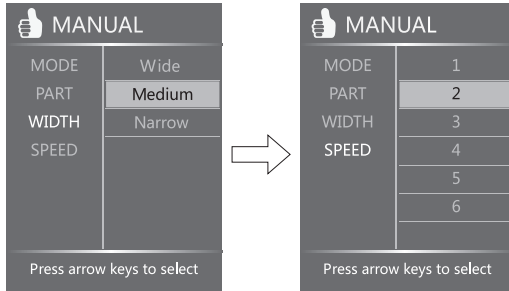 MANUAL
MODE
PART
WIDTH
SPEED
Wide
Medium
Narrow
Press arrow keys to select
MANUAL
MODE
PART
WIDTH
SPEED
1
2
3
4
5
6
Press arrow keys to select